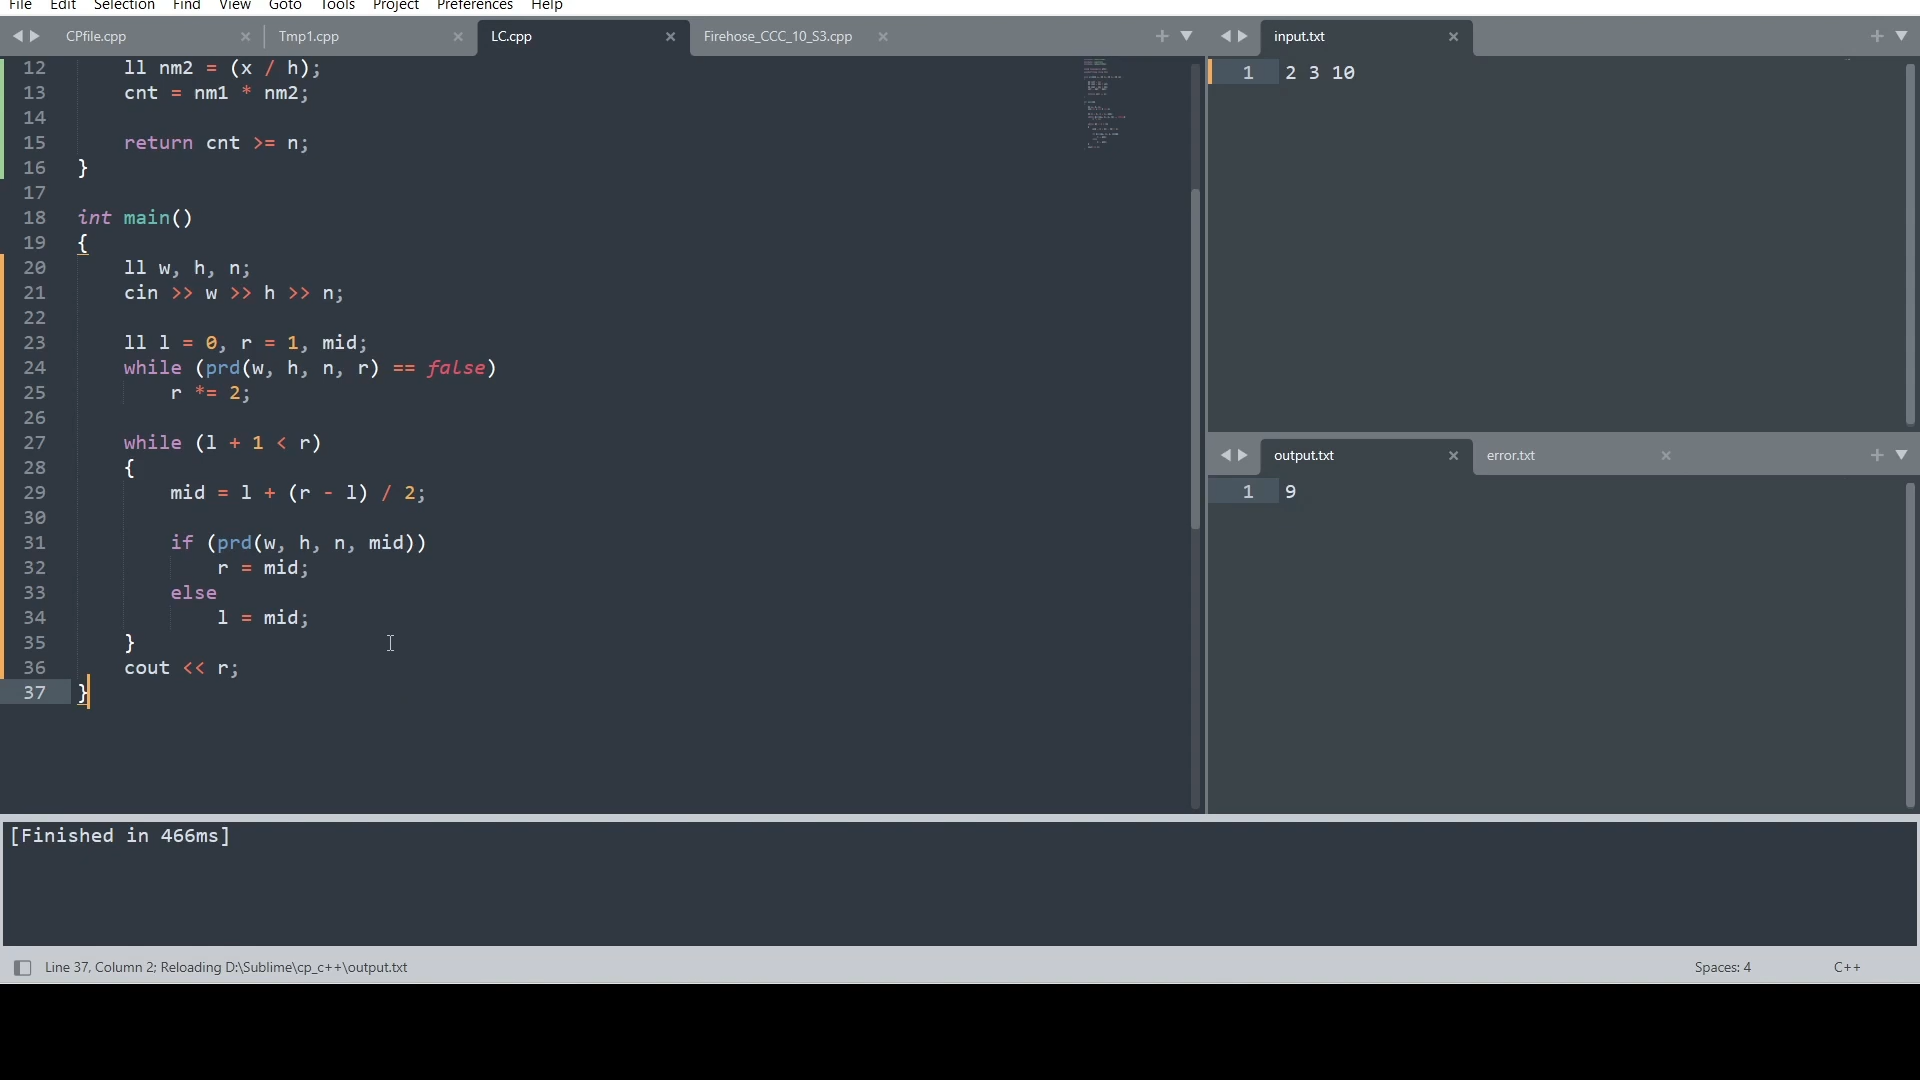 File Edit Selection Find View Goto Tools Project Preferences Help
CPfile.cpp Tmp1.cpp LC.cpp Firehose_CCC_10_S3.cpp
12 ll nm2 = (x / h);
13 cnt = nm1 * nm2;
14
15 return cnt >= n;
16 }
17
18 int main()
19 {
20 ll w, h, n;
21 cin >> w >> h >> n;
22
23 ll l = 0, r = 1, mid;
24 while (prd(w, h, n, r) == false)
25 r *= 2;
26
27 while (l + 1 < r)
28 {
29 mid = l + (r - l) / 2;
30
31 if (prd(w, h, n, mid))
32 r = mid;
33 else
34 l = mid;
35 }
36 cout << r;
37 }
input.txt
1 2 3 10
output.txt error.txt
1 9
[Finished in 466ms]
Line 37, Column 2; Reloading D:\Sublime\cp_c++\output.txt
Spaces: 4 C++